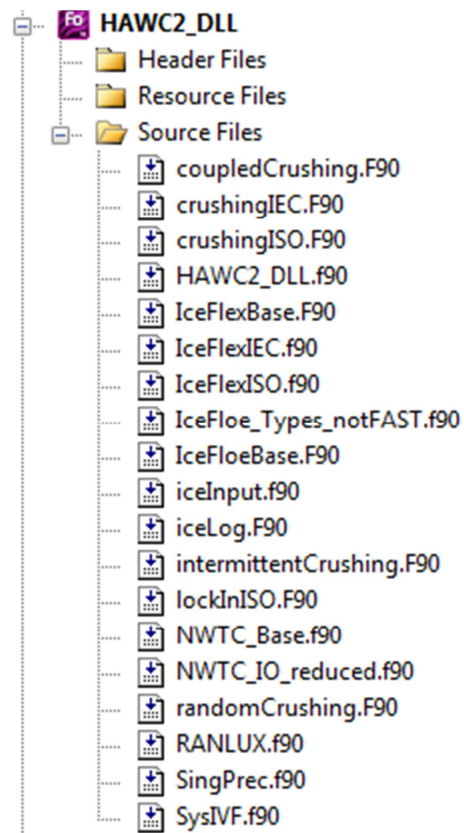 Fo HAWC2_DLL
Header Files
Resource Files
Source Files
coupledCrushing.F90
crushingIEC.F90
crushingISO.F90
HAWC2_DLL.f90
IceFlexBase.F90
IceFlexIEC.f90
IceFlexISO.f90
IceFloe_Types_notFAST.f90
IceFloeBase.F90
iceInput.f90
iceLog.F90
intermittentCrushing.F90
lockInISO.F90
NWTC_Base.f90
NWTC_IO_reduced.f90
randomCrushing.F90
RANLUX.f90
SingPrec.f90
SysIVF.f90